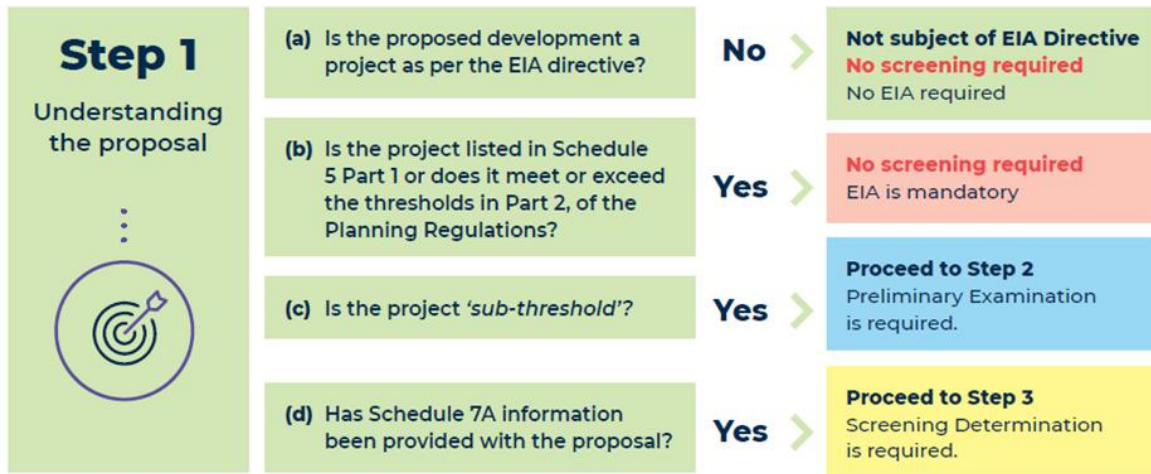 Step 1
Understanding
the proposal
(a) Is the proposed development a
project as per the EIA directive?
No
Not subject of EIA Directive
No screening required
No EIA required
(b) Is the project listed in Schedule
5 Part 1 or does it meet or exceed
the thresholds in Part 2, of the
Planning Regulations?
Yes
No screening required
EIA is mandatory
(c) Is the project ‘sub-threshold’?
Yes
Proceed to Step 2
Preliminary Examination
is required.
(d) Has Schedule 7A information
been provided with the proposal?
Yes
Proceed to Step 3
Screening Determination
is required.